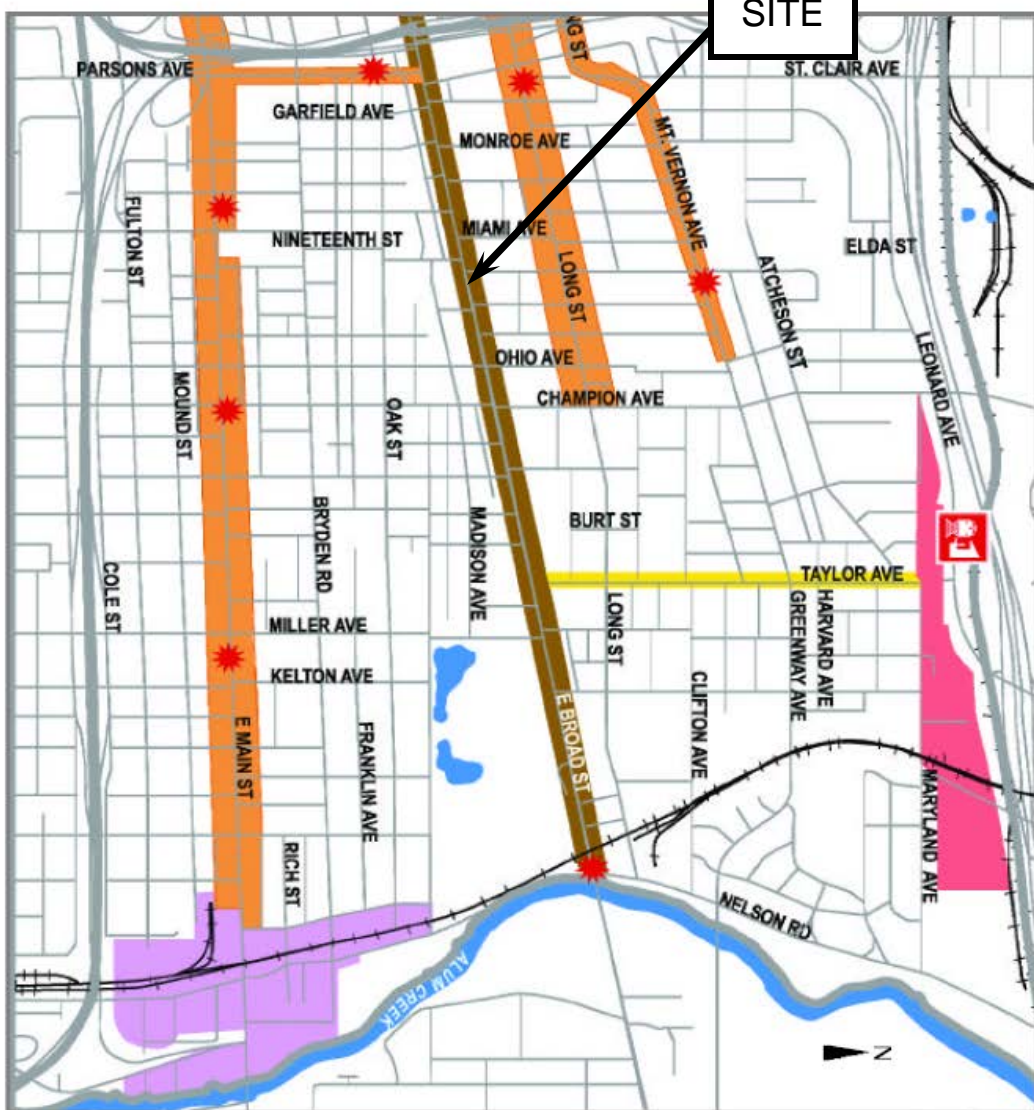 SITE
NG ST
PARSONS AVE
ST. CLAIR AVE
GARFIELD AVE
MONROE AVE
MT. VERNON AVE
FULTON ST
NINETEENTH ST
MIAMI AVE
ELDA ST
LONG ST
ATCHESON ST
OHIO AVE
LEONARD AVE
MOUND ST
OAK ST
CHAMPION AVE
BRYDEN RD
MADISON AVE
BURT ST
COLE ST
TAYLOR AVE
MILLER AVE
LONG ST
GREENWAY AVE
HARVARD AVE
KELTON AVE
CLIFTON AVE
E MAIN ST
FRANKLIN AVE
E BROAD ST
MARYLAND AVE
RICH ST
NELSON RD
ALUM CREEK
N